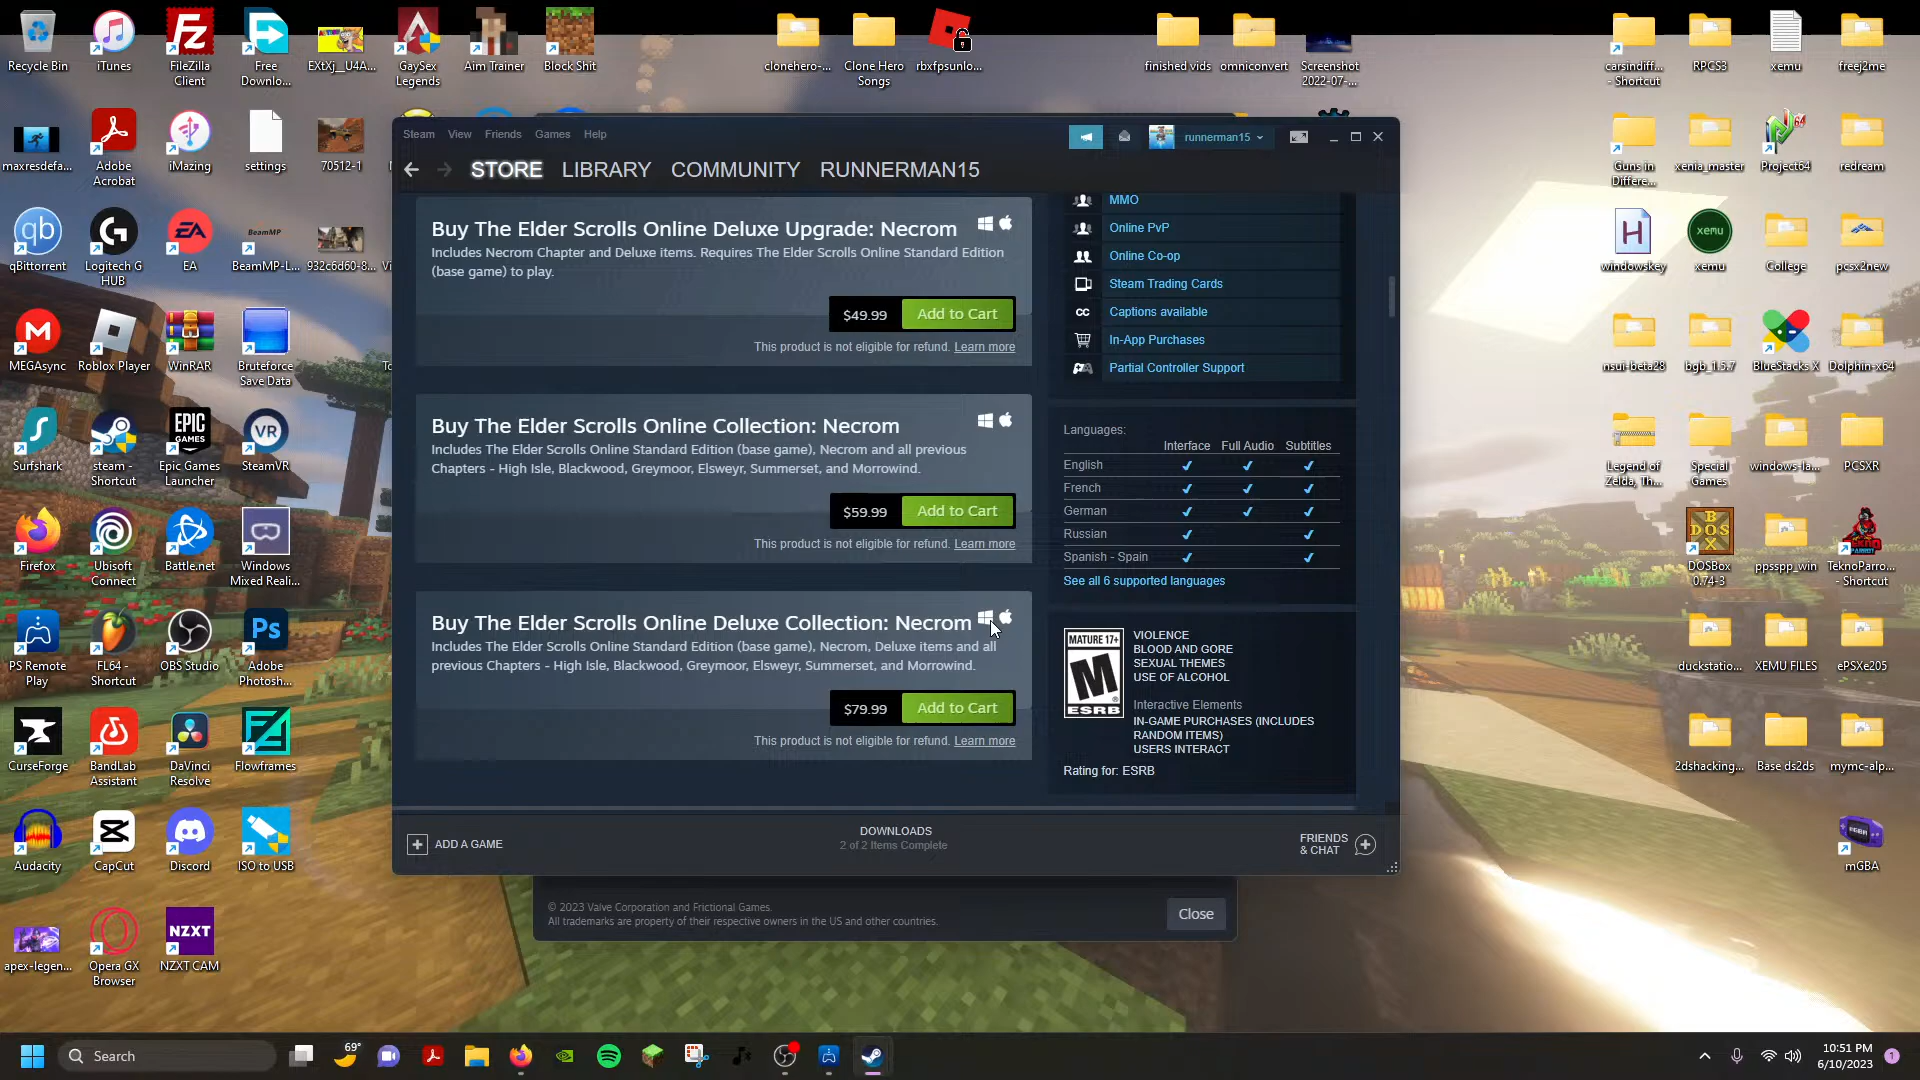 Recycle Bin
iTunes
FileZilla
Client
Free
Downlo...
EXtXj__U4A...
GaySex
Legends
Aim Trainer
Block Shit
clonehero-...
Clone Hero
Songs
rbxfpsunlo...
finished vids
omniconvert
Screenshot
2022-07-...
carsindiff...
- Shortcut
RPCS3
xemu
freej2me
maxresdefa...
Adobe
Acrobat
iMazing
settings
70512-1
Guns in
Differe...
xenia_master
Project64
redream
qBittorrent
Logitech G
HUB
EA
BeamMP
BeamMP-L...
932c6d60-8...
windowskey
xemu
xemu
College
pcsx2new
MEGAsync
Roblox Player
WinRAR
Bruteforce
Save Data
nsui-beta28
bgb_1.5.7
BlueStacks X
Dolphin-x64
Surfshark
steam -
Shortcut
EPIC
GAMES
Epic Games
Launcher
VR
SteamVR
Legend of
Zelda, Th...
Special
Games
windows-la...
PCSXR
Firefox
Ubisoft
Connect
Battle.net
Windows
Mixed Reali...
DOSBox
0.74-3
ppsspp_win
TeknoParro...
- Shortcut
PS Remote
Play
FL64 -
Shortcut
OBS Studio
Ps
Adobe
Photosh...
duckstatio...
XEMU FILES
ePSXe205
CurseForge
BandLab
Assistant
DaVinci
Resolve
Flowframes
2dshacking...
Base ds2ds
mymc-alp...
Audacity
CapCut
Discord
ISO to USB
mGBA
apex-legen...
Opera GX
Browser
NZXT
NZXT CAM
Steam View Friends Games Help
runnerman15
STORE LIBRARY COMMUNITY RUNNERMAN15
Buy The Elder Scrolls Online Deluxe Upgrade: Necrom
Includes Necrom Chapter and Deluxe items. Requires The Elder Scrolls Online Standard Edition
(base game) to play.
$49.99 Add to Cart
This product is not eligible for refund. Learn more
Buy The Elder Scrolls Online Collection: Necrom
Includes The Elder Scrolls Online Standard Edition (base game), Necrom and all previous
Chapters - High Isle, Blackwood, Greymoor, Elsweyr, Summerset, and Morrowind.
$59.99 Add to Cart
This product is not eligible for refund. Learn more
Buy The Elder Scrolls Online Deluxe Collection: Necrom
Includes The Elder Scrolls Online Standard Edition (base game), Necrom, Deluxe items and all
previous Chapters - High Isle, Blackwood, Greymoor, Elsweyr, Summerset, and Morrowind.
$79.99 Add to Cart
This product is not eligible for refund. Learn more
MMO
Online PvP
Online Co-op
Steam Trading Cards
CC Captions available
In-App Purchases
Partial Controller Support
Languages:
Interface Full Audio Subtitles
English ✔ ✔ ✔
French ✔ ✔ ✔
German ✔ ✔ ✔
Russian ✔ ✔
Spanish - Spain ✔ ✔
See all 6 supported languages
MATURE 17+
M
ESRB
VIOLENCE
BLOOD AND GORE
SEXUAL THEMES
USE OF ALCOHOL
Interactive Elements
IN-GAME PURCHASES (INCLUDES
RANDOM ITEMS)
USERS INTERACT
Rating for: ESRB
ADD A GAME
DOWNLOADS
2 of 2 Items Complete
FRIENDS
& CHAT
© 2023 Valve Corporation and Frictional Games.
All trademarks are property of their respective owners in the US and other countries.
Close
Search
69°
10:51 PM
6/10/2023
1